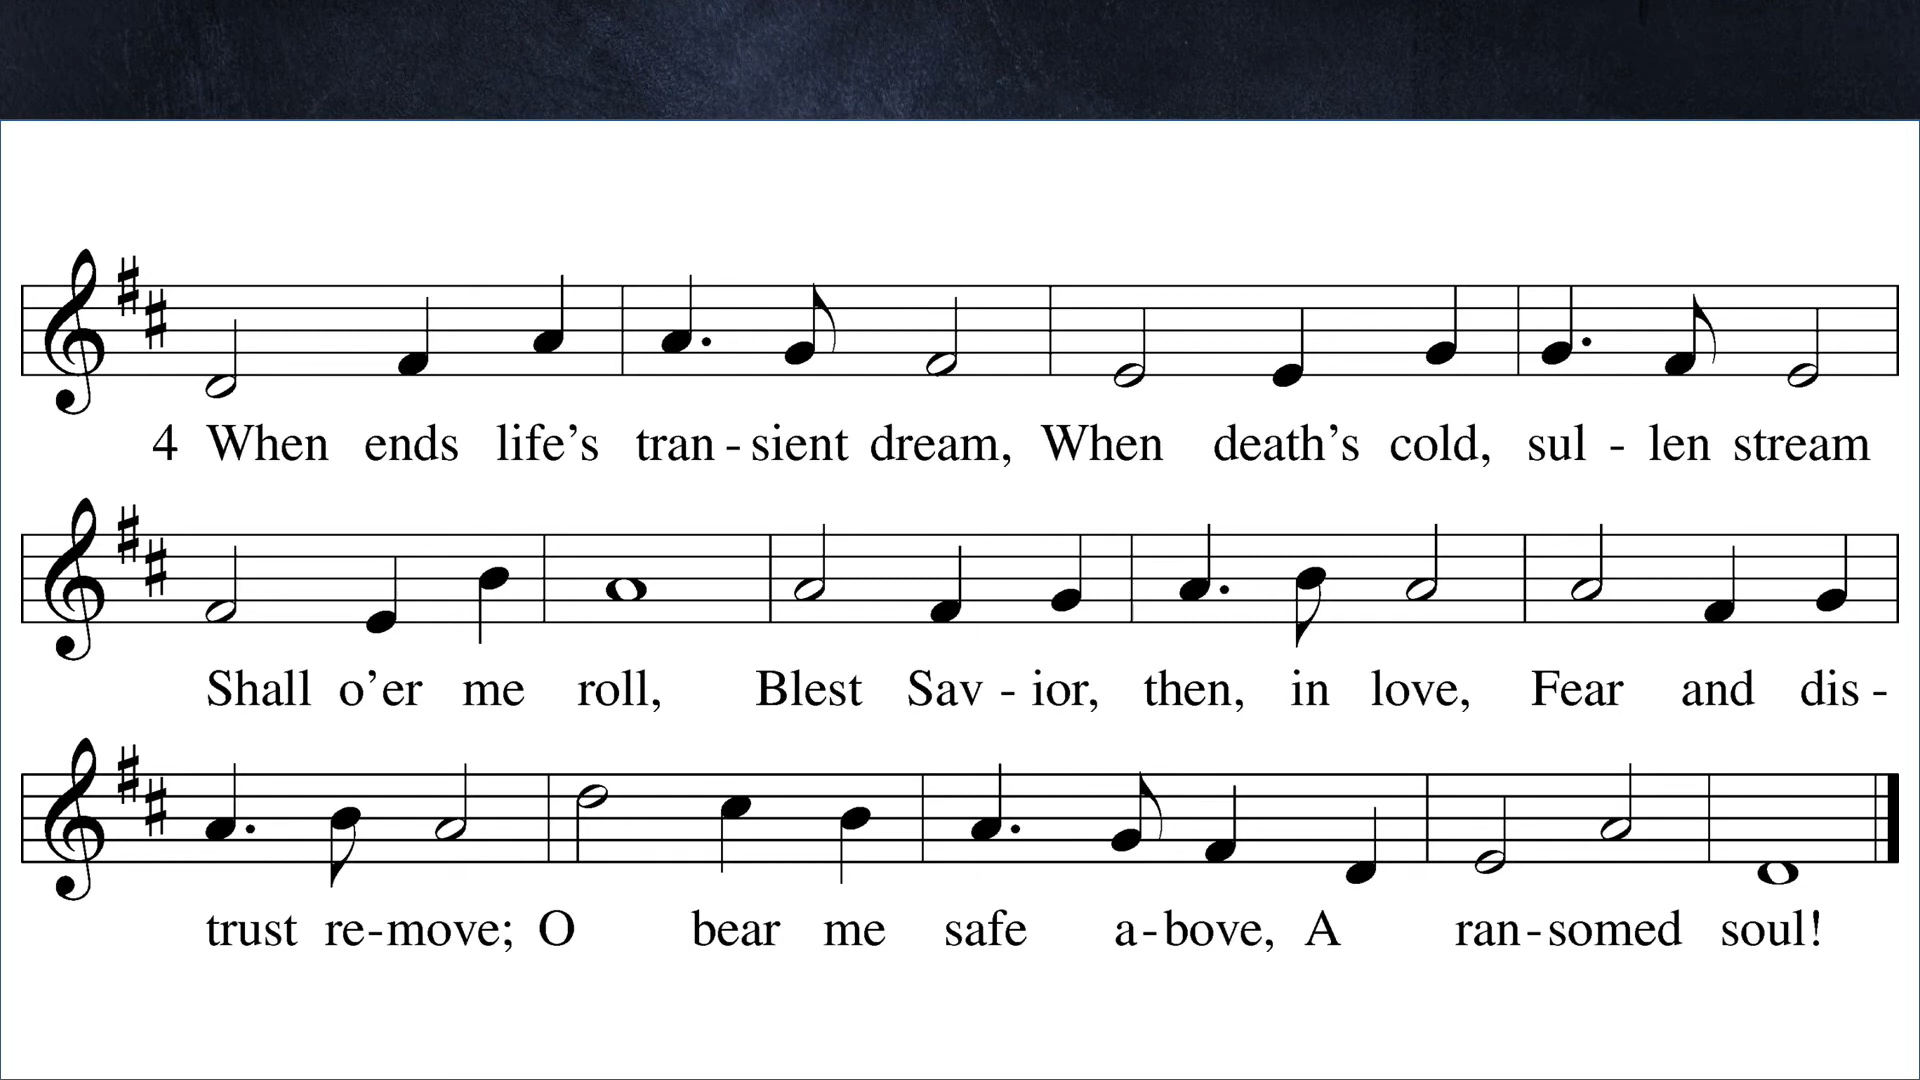 4 When ends life’s tran - sient dream, When death’s cold, sul - len stream
Shall o’er me roll, Blest Sav - ior, then, in love, Fear and dis -
trust re - move; O bear me safe a - bove, A ran - somed soul!